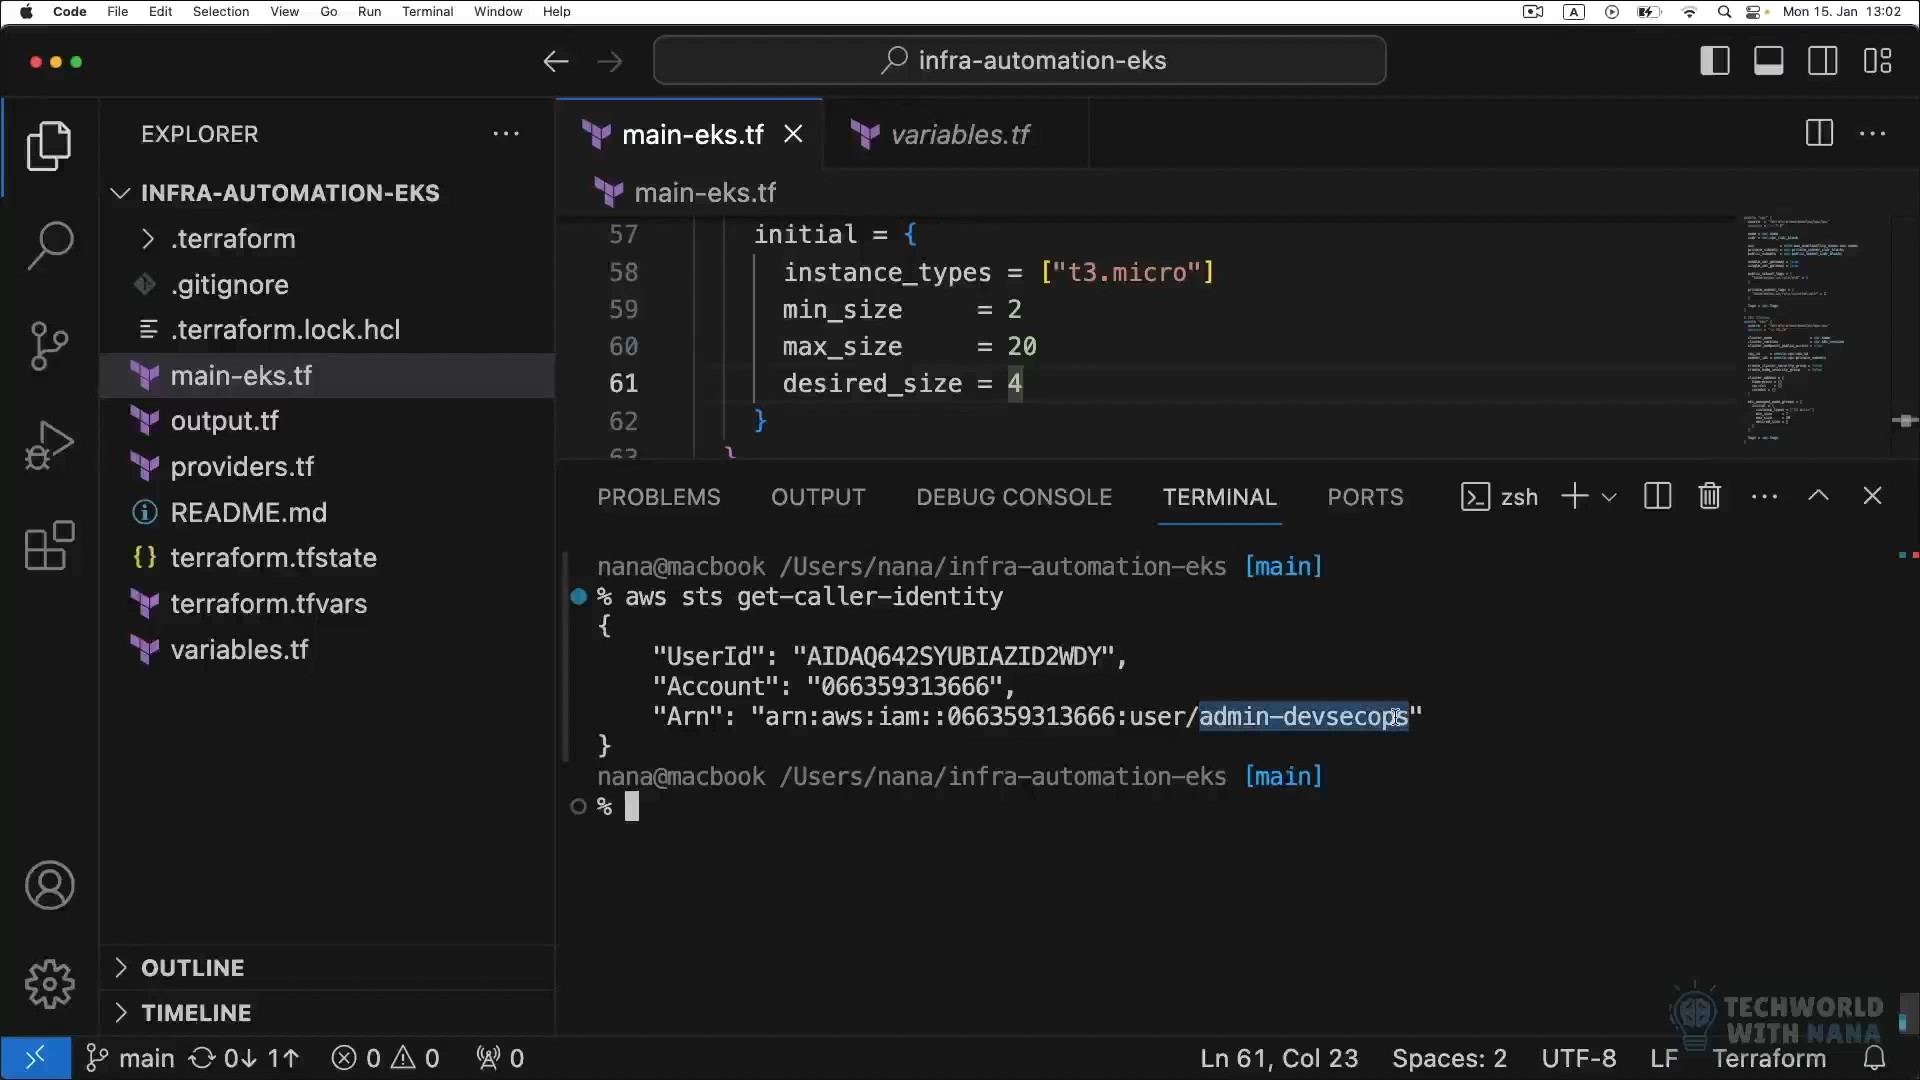 Code File Edit Selection View Go Run Terminal Window Help A Mon 15. Jan 13:02
infra-automation-eks
EXPLORER
INFRA-AUTOMATION-EKS
.terraform
.gitignore
.terraform.lock.hcl
main-eks.tf
output.tf
providers.tf
README.md
terraform.tfstate
terraform.tfvars
variables.tf
OUTLINE
TIMELINE
main-eks.tf variables.tf
main-eks.tf
57 initial = {
58 instance_types = ["t3.micro"]
59 min_size = 2
60 max_size = 20
61 desired_size = 4
62 }
63 }
PROBLEMS OUTPUT DEBUG CONSOLE TERMINAL PORTS zsh
nana@macbook /Users/nana/infra-automation-eks [main]
% aws sts get-caller-identity
{
"UserId": "AIDAQ642SYUBIAZID2WDY",
"Account": "066359313666",
"Arn": "arn:aws:iam::066359313666:user/admin-devsecops"
}
nana@macbook /Users/nana/infra-automation-eks [main]
%
TECHWORLD
WITH NANA
main 0↓ 1↑ 0 0 0 Ln 61, Col 23 Spaces: 2 UTF-8 LF Terraform